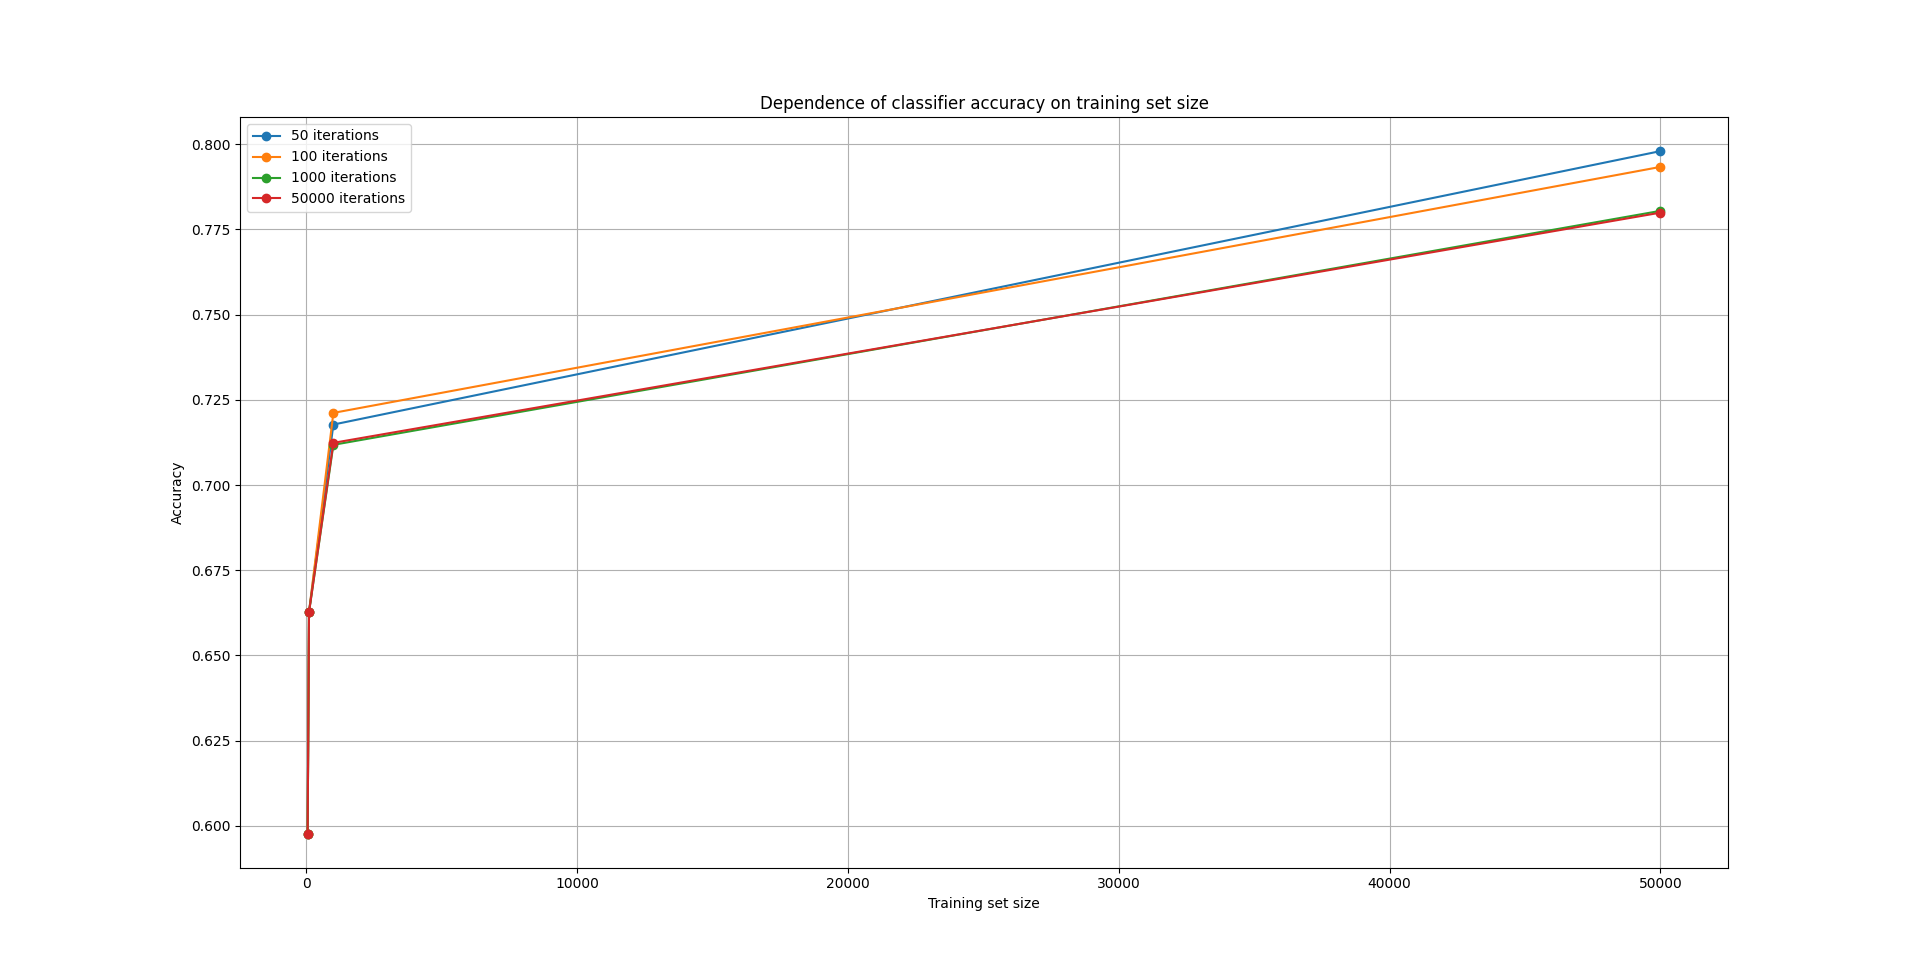 Dependence of classifier accuracy on training set size
50 iterations
100 iterations
1000 iterations
50000 iterations
0.800
0.775
0.750
0.725
0.700
0.675
0.650
0.625
0.600
Accuracy
0 10000 20000 30000 40000 50000
Training set size